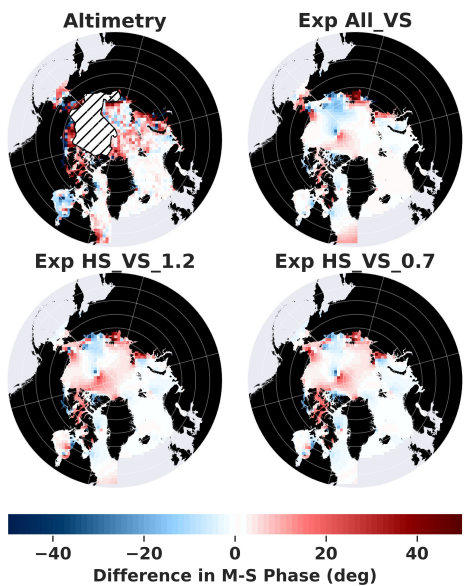 Altimetry
Exp All_VS
Exp HS_VS_1.2
Exp HS_VS_0.7
−40 −20 0 20 40
Difference in M-S Phase (deg)